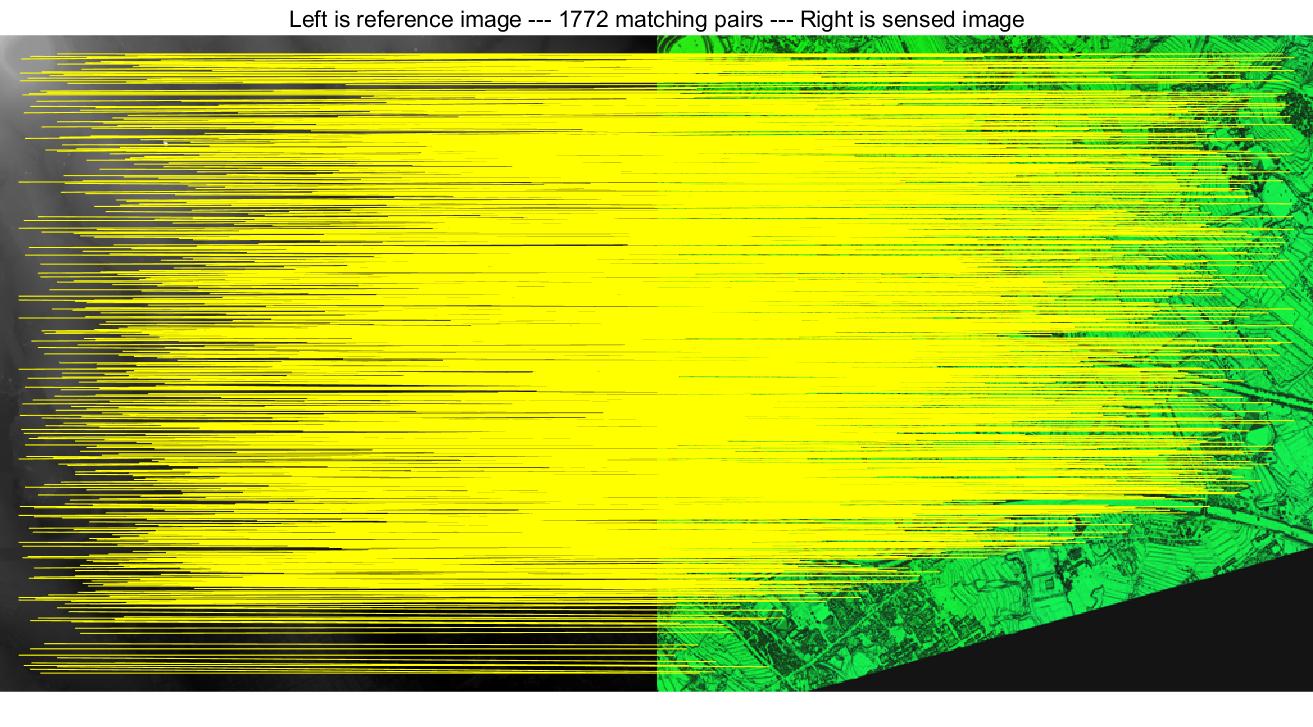 Left is reference image --- 1772 matching pairs --- Right is sensed image